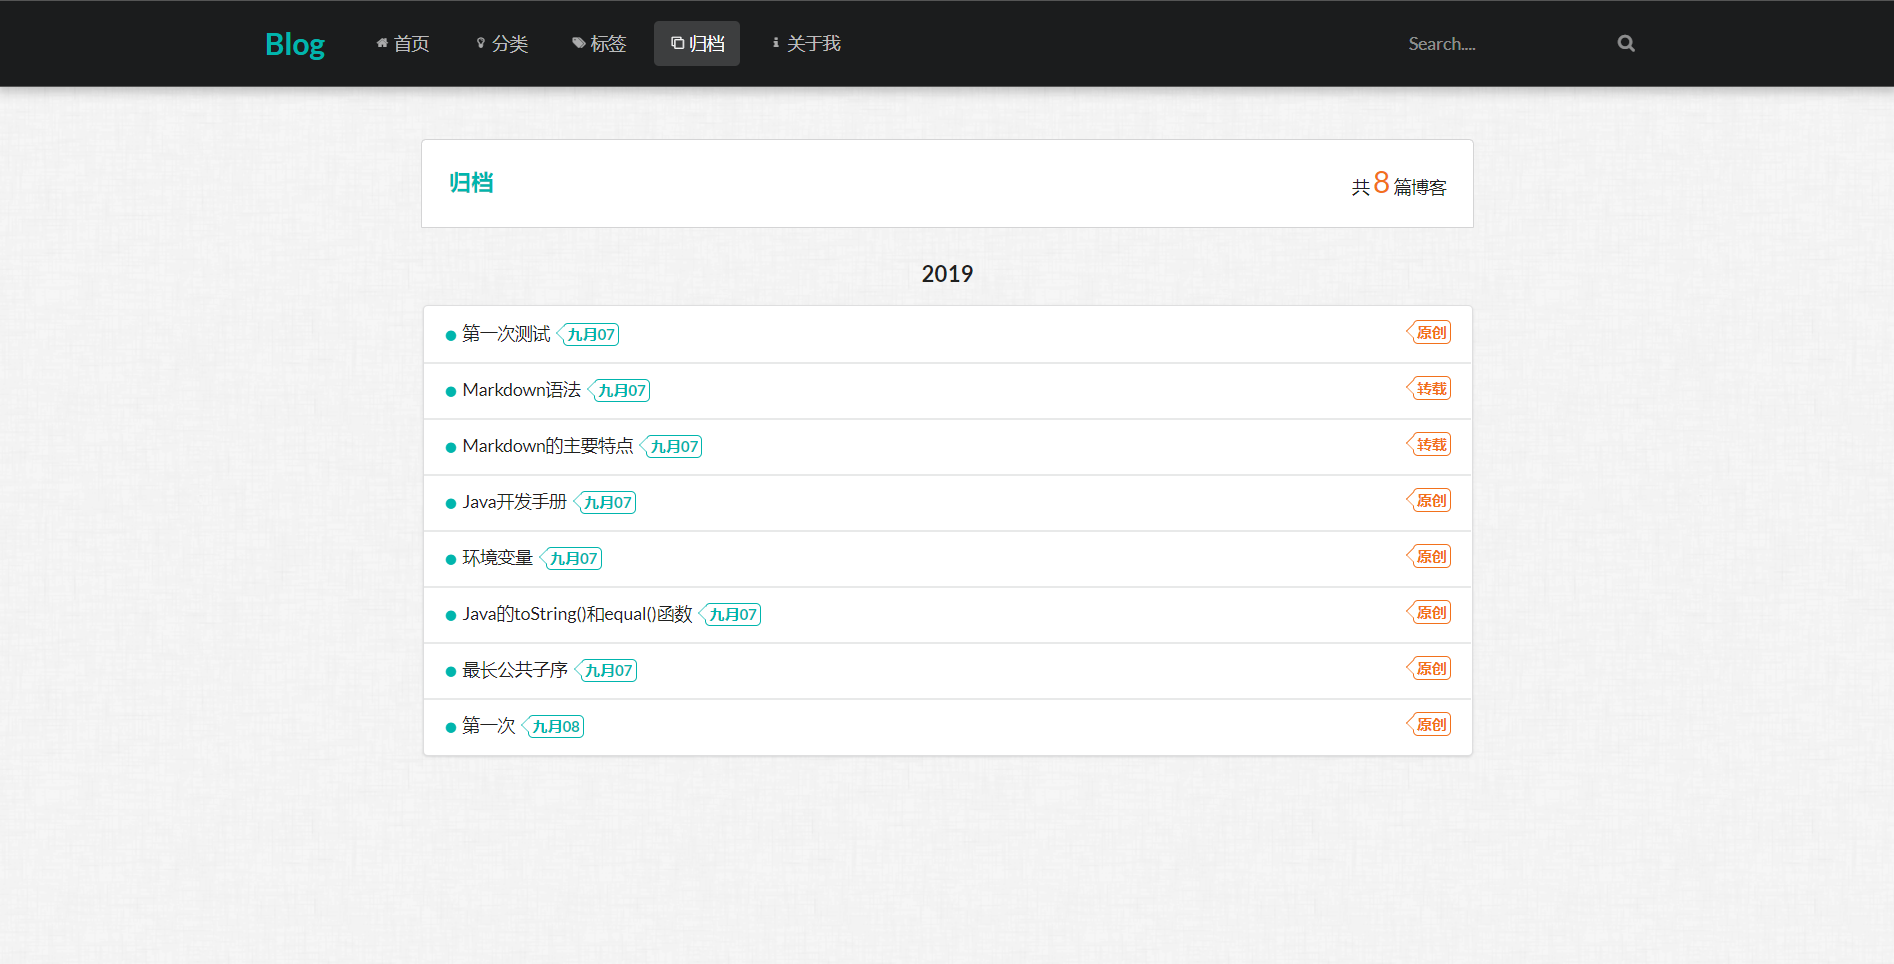 Blog 首页 分类 标签 归档 关于我 Search....
归档 共8篇博客
2019
第一次测试 九月07 原创
Markdown语法 九月07 转载
Markdown的主要特点 九月07 转载
Java开发手册 九月07 原创
环境变量 九月07 原创
Java的toString()和equal()函数 九月07 原创
最长公共子序 九月07 原创
第一次 九月08 原创